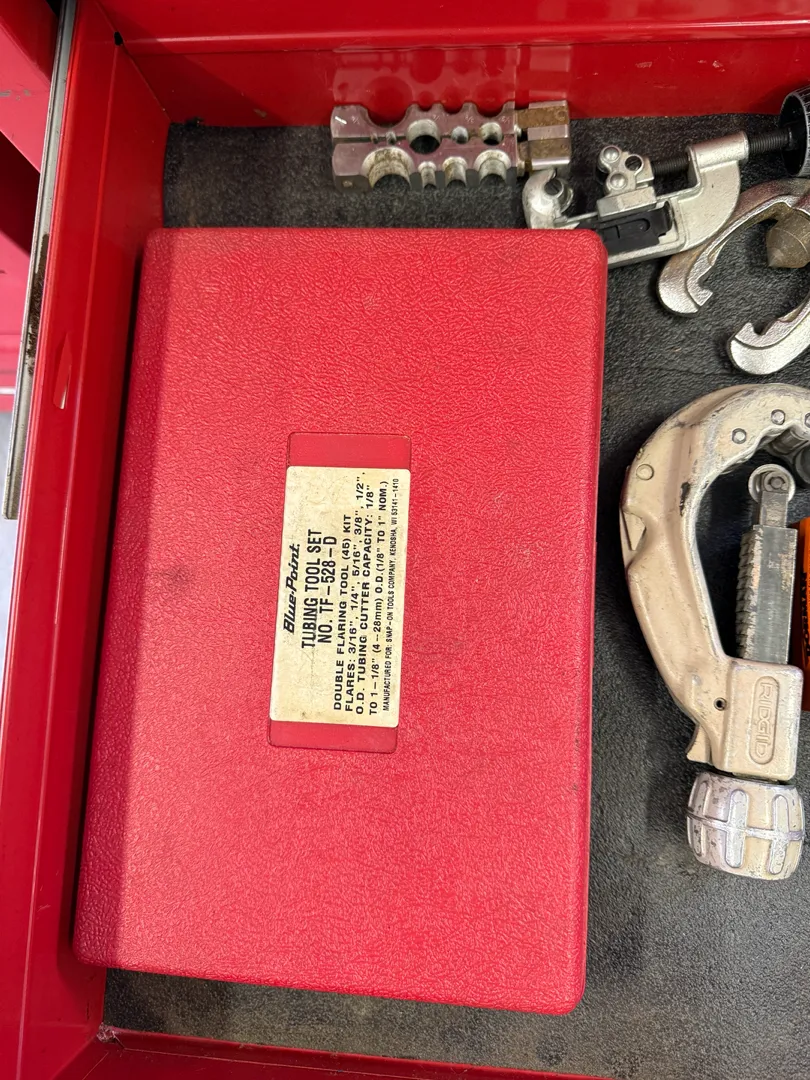 Blue-Point
TUBING TOOL SET
NO. TF-528-D
DOUBLE FLARING TOOL (45) KIT
FLARES: 3/16", 1/4", 5/16", 3/8", 1/2",
O.D. TUBING CUTTER CAPACITY: 1/8"
TO 1-1/8" (4-28mm) O.D.(1/8" TO 1" NOM.)
MANUFACTURED FOR: SNAP-ON TOOLS COMPANY, KENOSHA, WI 53141-1410
RIDGID